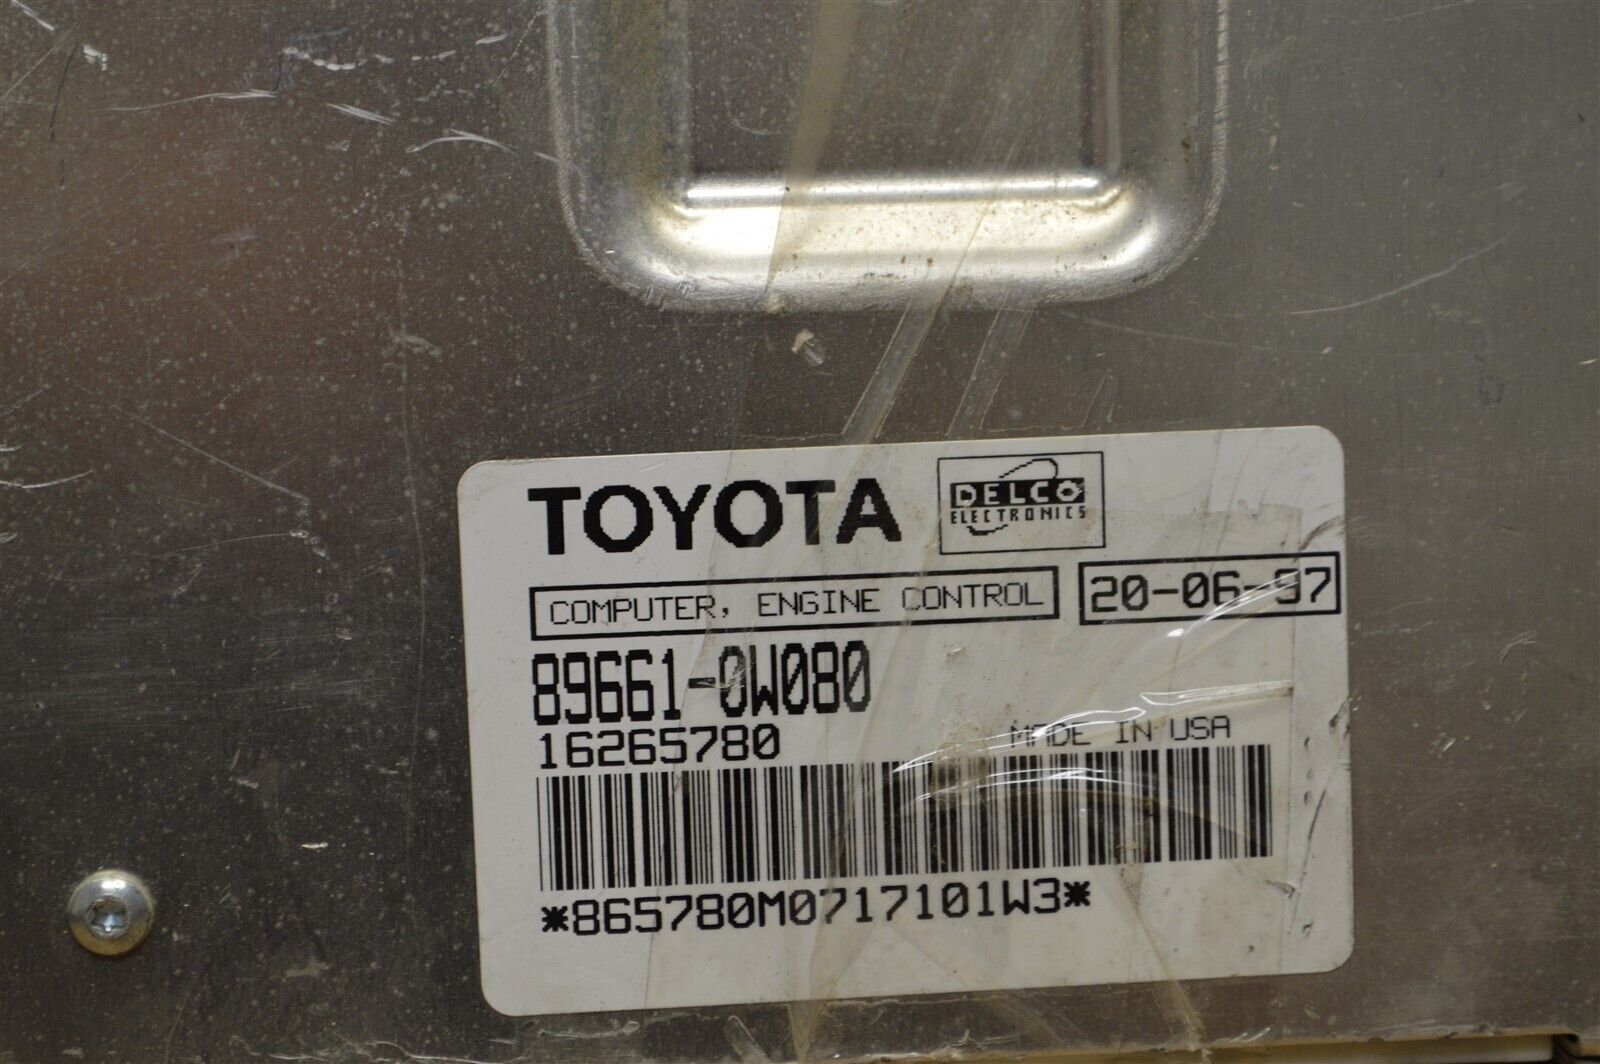 TOYOTA
DELCO
ELECTRONICS
COMPUTER, ENGINE CONTROL
20-06-97
89661-0W080
16265780
MADE IN USA
*865780M0717101W3*